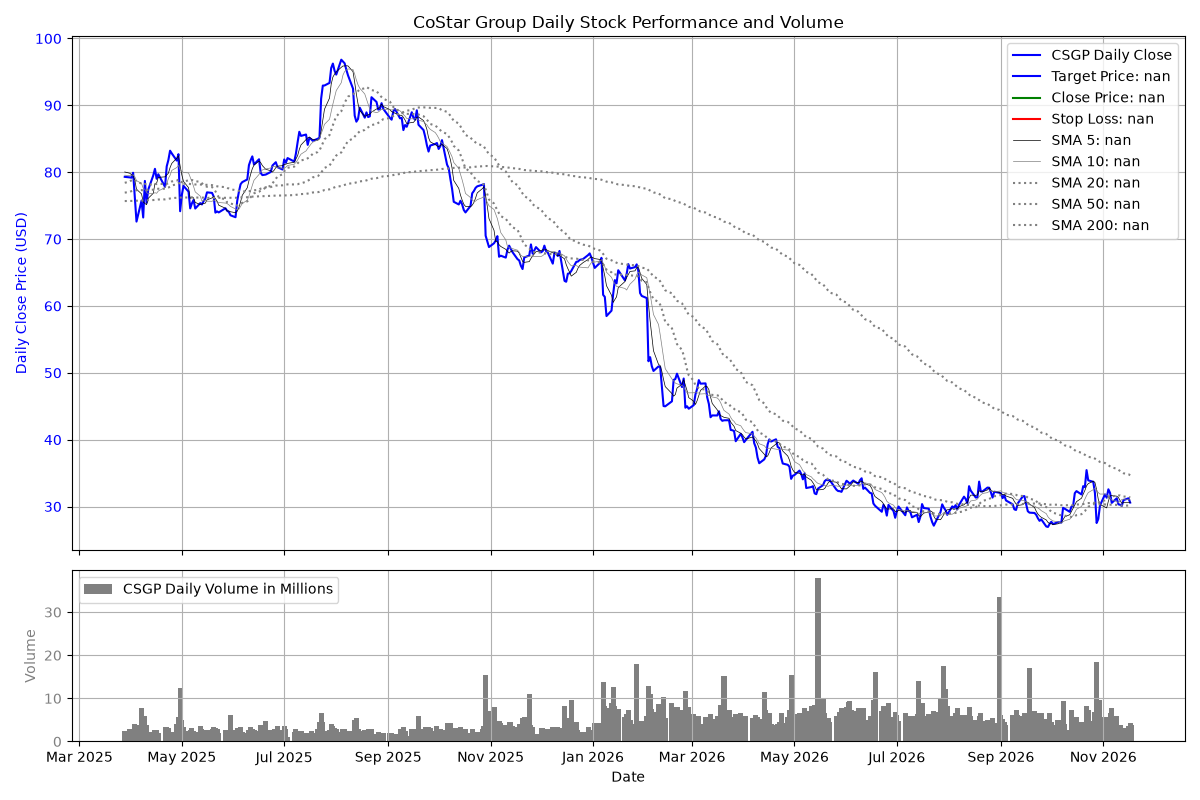 CoStar Group Daily Stock Performance and Volume
Daily Close Price (USD)
100
90
80
70
60
50
40
30
CSGP Daily Close
Target Price: nan
Close Price: nan
Stop Loss: nan
SMA 5: nan
SMA 10: nan
SMA 20: nan
SMA 50: nan
SMA 200: nan
CSGP Daily Volume in Millions
Volume
30
20
10
0
Mar 2025 May 2025 Jul 2025 Sep 2025 Nov 2025 Jan 2026 Mar 2026 May 2026 Jul 2026 Sep 2026 Nov 2026
Date